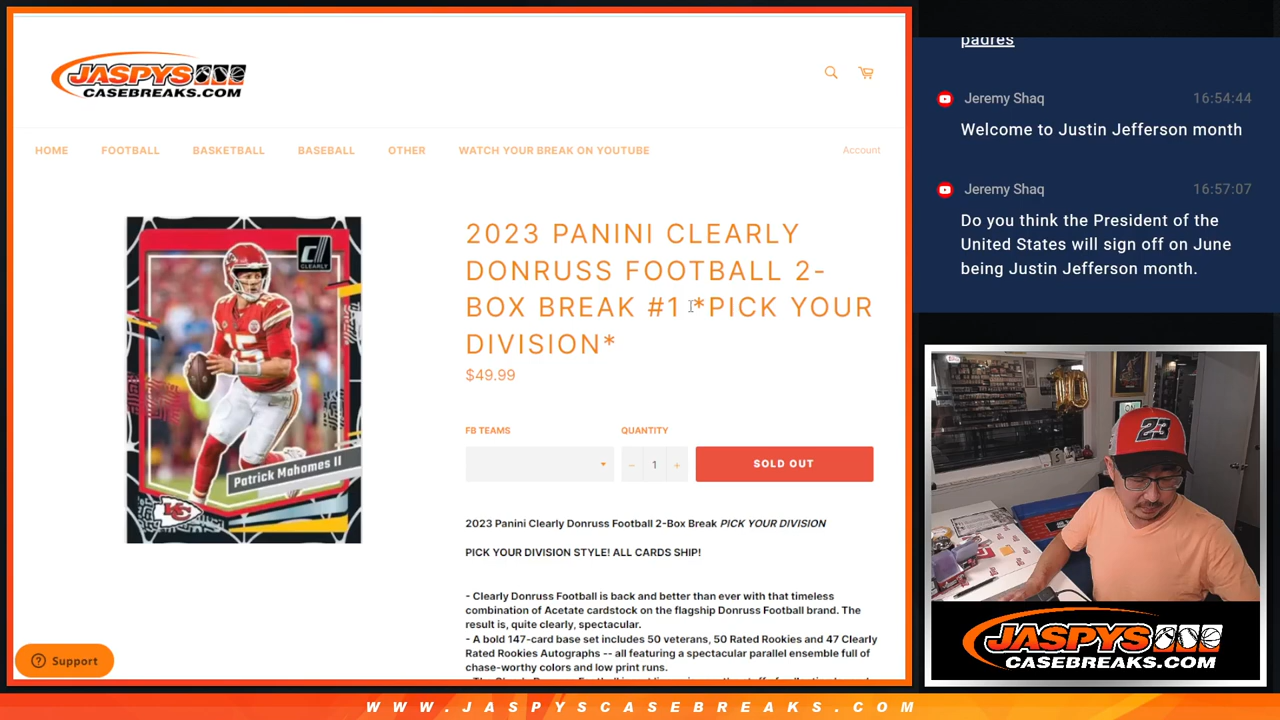 JASPYS
CASEBREAKS.COM
HOME FOOTBALL BASKETBALL BASEBALL OTHER WATCH YOUR BREAK ON YOUTUBE Account
CLEARLY
15
Patrick Mahomes II
KC
2023 PANINI CLEARLY
DONRUSS FOOTBALL 2-
BOX BREAK #1 *PICK YOUR
DIVISION*
$49.99
FB TEAMS QUANTITY
− 1 + SOLD OUT
2023 Panini Clearly Donruss Football 2-Box Break PICK YOUR DIVISION
PICK YOUR DIVISION STYLE! ALL CARDS SHIP!
- Clearly Donruss Football is back and better than ever with that timeless
combination of Acetate cardstock on the flagship Donruss Football brand. The
result is, quite clearly, spectacular.
- A bold 147-card base set includes 50 veterans, 50 Rated Rookies and 47 Clearly
Rated Rookies Autographs -- all featuring a spectacular parallel ensemble full of
chase-worthy colors and low print runs.
Support
padres
Jeremy Shaq 16:54:44
Welcome to Justin Jefferson month
Jeremy Shaq 16:57:07
Do you think the President of the
United States will sign off on June
being Justin Jefferson month.
10
23
JASPYS
CASEBREAKS.COM
WWW.JASPYSCASEBREAKS.COM